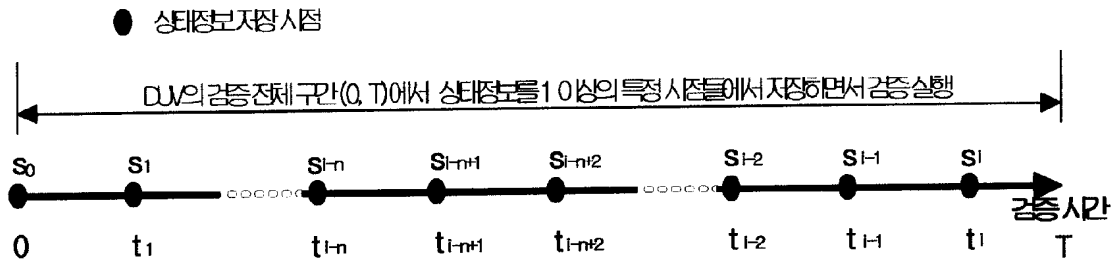 상태정보 저장 시점
DUV의 검증 전체 구간 (0, T)에서 상태정보를 1 이상의 특정 시점들에서 저장하면서 검증 실행
S0 S1 Si-n Si-n+1 Si-n+2 Si-2 Si-1 Si
검증 시간
0 t1 ti-n ti-n+1 ti-n+2 ti-2 ti-1 ti T